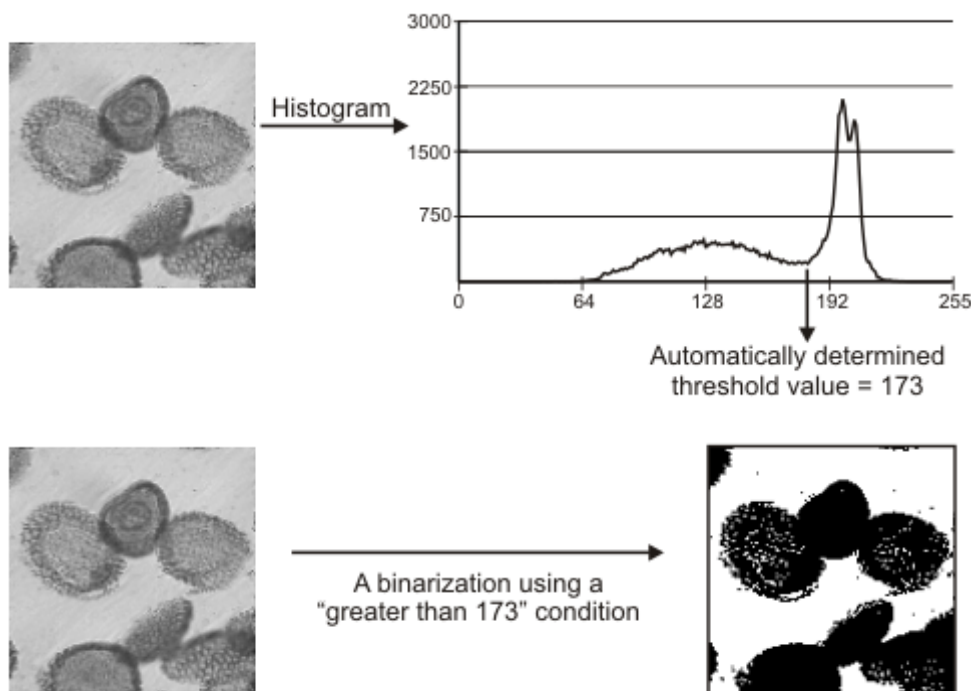 3000
2250
Histogram
1500
750
0 64 128 192 255
Automatically determined
threshold value = 173
A binarization using a
“greater than 173” condition